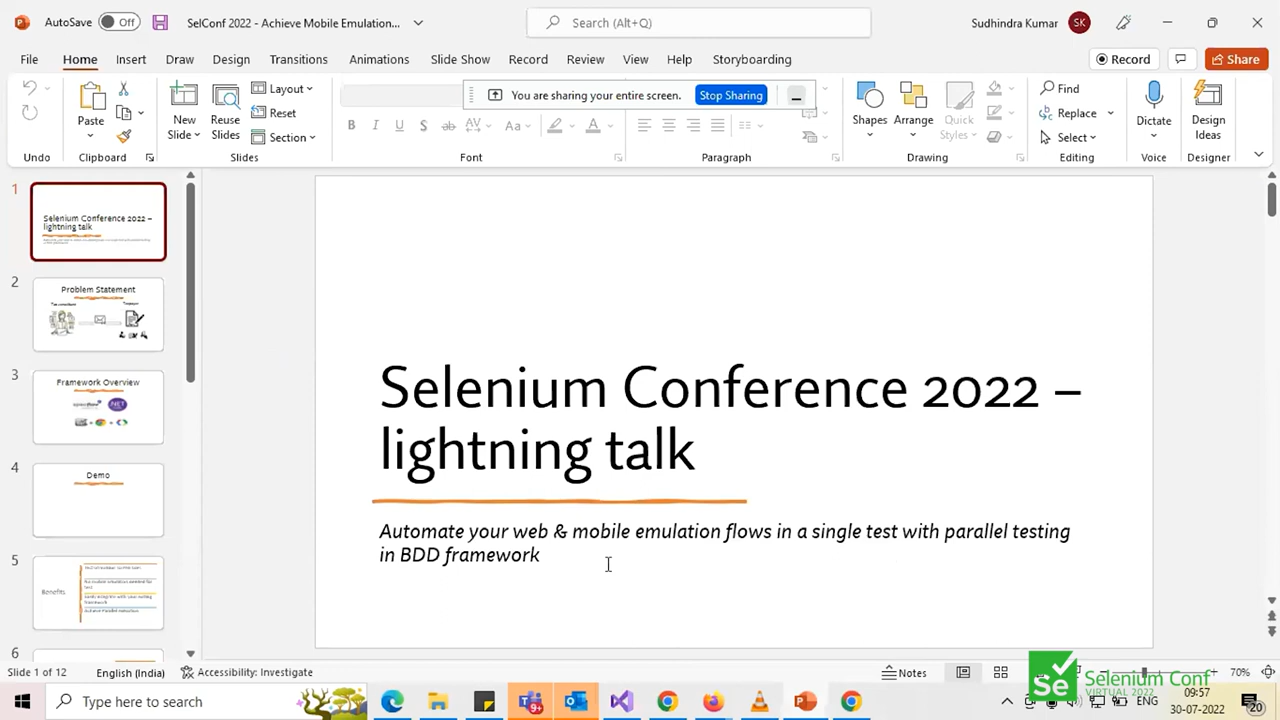 AutoSave Off SelConf 2022 - Achieve Mobile Emulation... Search (Alt+Q) Sudhindra Kumar SK
File Home Insert Draw Design Slide Show Transitions Animations Record Review View Help Storyboarding Record Share
You are sharing your entire screen. Stop Sharing
Undo
Paste
Clipboard
New Slide
Reuse Slides
Layout
Reset
Section
Slides
Font
Paragraph
Shapes
Arrange
Quick Styles
Drawing
Find
Replace
Select
Editing
Dictate
Voice
Design Ideas
Designer
1
Selenium Conference 2022 –
lightning talk
2
Problem Statement
3
Framework Overview
4
Demo
5
Benefits
6
Selenium Conference 2022 –
lightning talk
Automate your web & mobile emulation flows in a single test with parallel testing
in BDD framework
Slide 1 of 12 English (India) Accessibility: Investigate Notes 70%
Se Selenium Conf
VIRTUAL 2022
Type here to search
ENG
09:57
30-07-2022
20